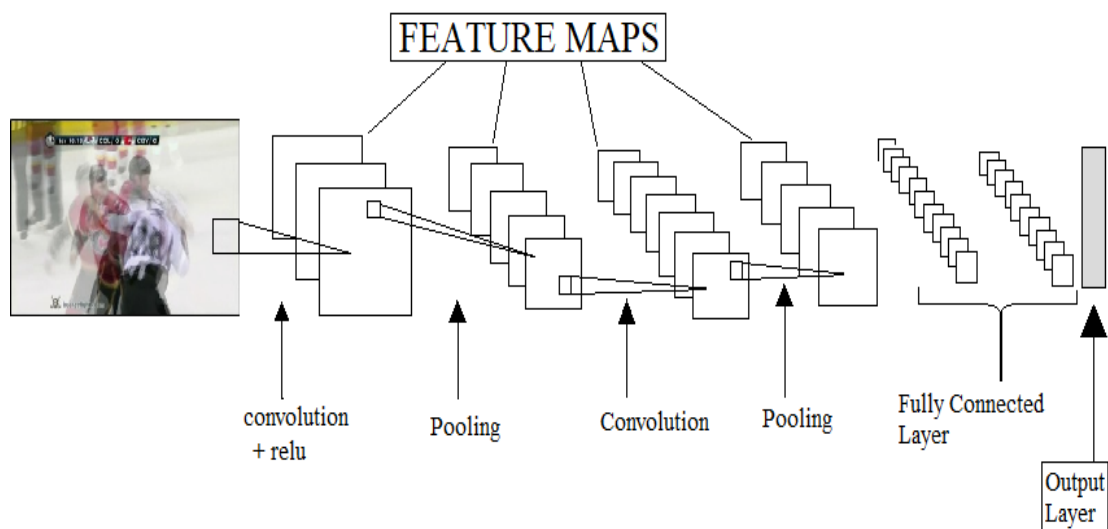 FEATURE MAPS
convolution
+ relu
Pooling
Convolution
Pooling
Fully Connected
Layer
Output
Layer